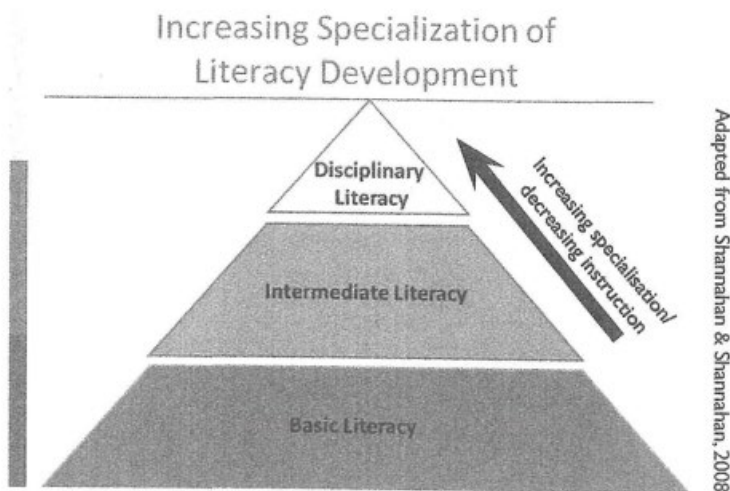 Increasing Specialization of
Literacy Development
Disciplinary
Literacy
Increasing specialisation/
decreasing instruction
Intermediate Literacy
Basic Literacy
Adapted from Shannahan & Shannahan, 2008